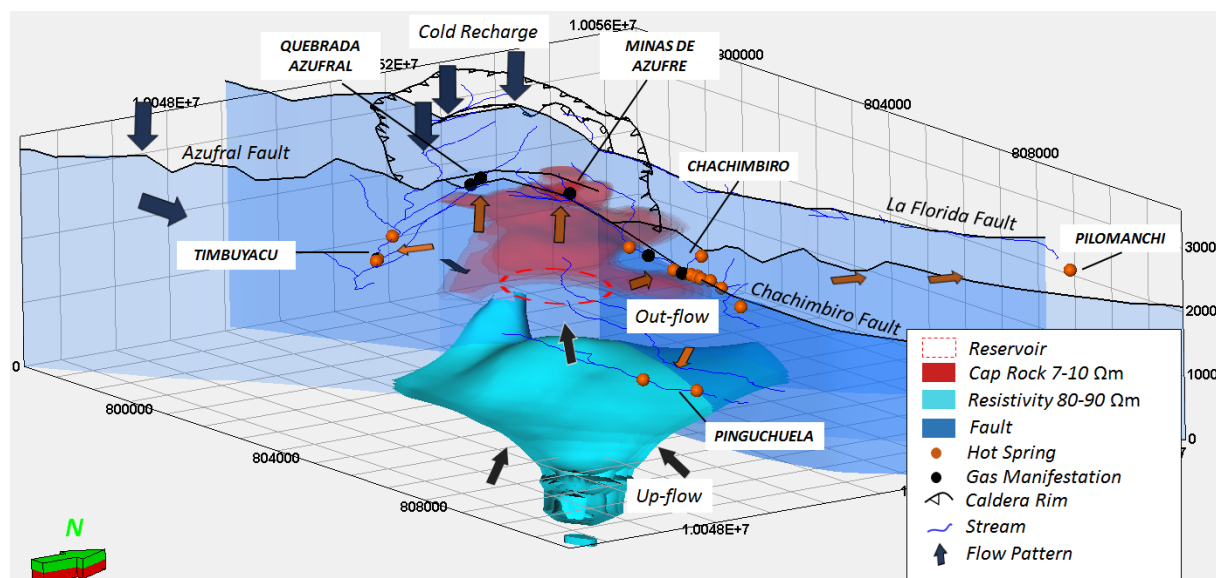 Cold Recharge
1.0056E+7
QUEBRADA
AZUFRAL
MINAS DE
AZUFRE
800000
52E+7
1.0048E+7
804000
Azufral Fault
CHACHIMBIRO
808000
La Florida Fault
PILOMANCHI
TIMBUYACU
3000
Out-flow
Chachimbiro Fault
2000
0
1000
800000
PINGUCHUELA
0
804000
Up-flow
808000
1.0048E+7
N
Reservoir
Cap Rock 7-10 Ωm
Resistivity 80-90 Ωm
Fault
Hot Spring
Gas Manifestation
Caldera Rim
Stream
Flow Pattern